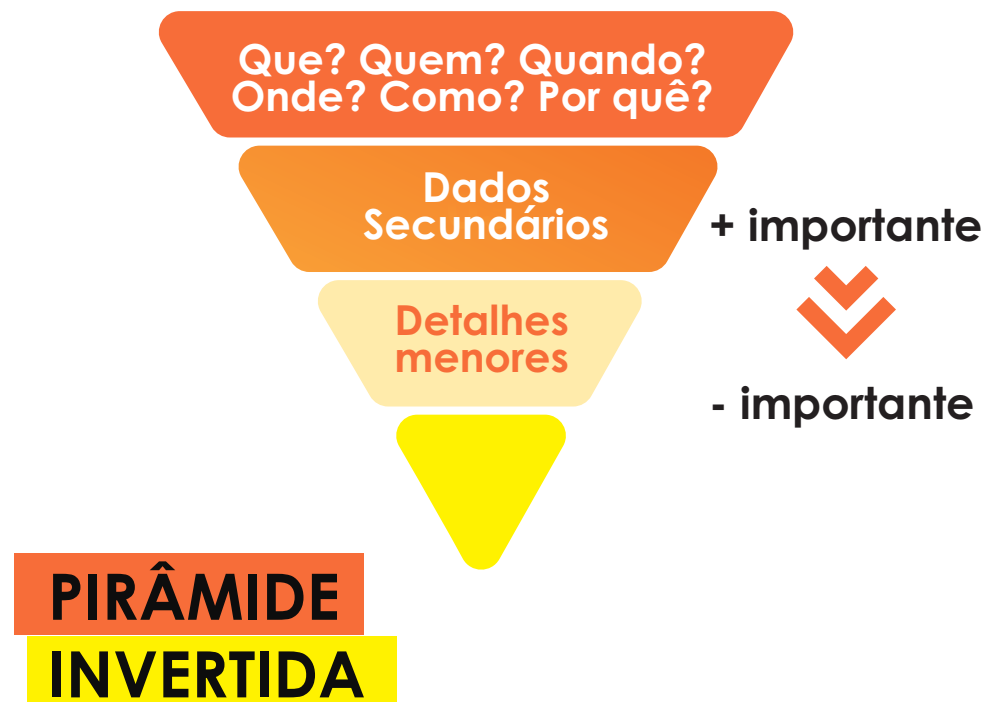 Que? Quem? Quando?
Onde? Como? Por quê?
Dados
Secundários
+ importante
Detalhes
menores
- importante
PIRÂMIDE
INVERTIDA